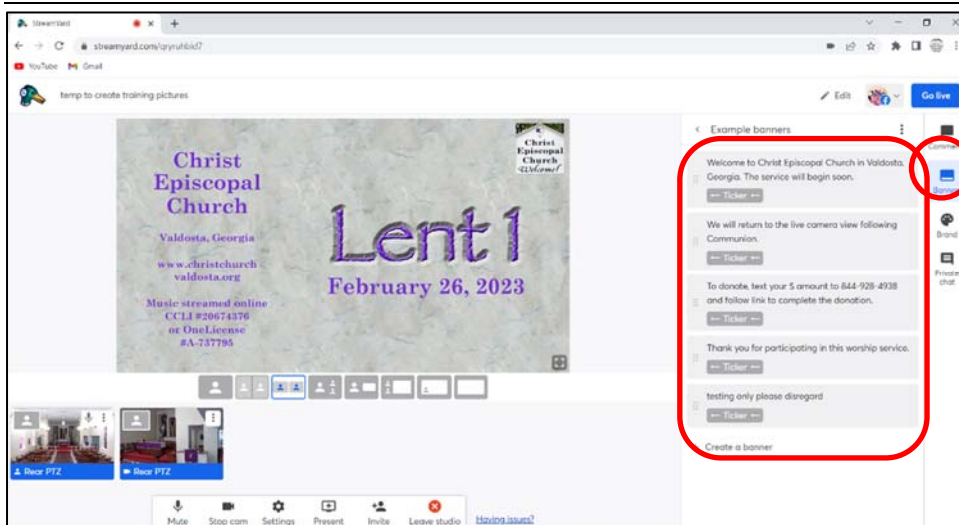 StreamYard
streamyard.com/qryruhbid7
YouTube
Gmail
temp to create training pictures
Edit
Go live
Christ
Episcopal
Church
Valdosta, Georgia
www.christchurch
valdosta.org
Music streamed online
CCLI #20674376
or OneLicense
#A-737795
Christ
Episcopal
Church
Welcome!
Lent 1
February 26, 2023
Rear PTZ
Rear PTZ
Mute
Stop cam
Settings
Present
Invite
Leave studio
Having issues?
Example banners
Welcome to Christ Episcopal Church in Valdosta,
Georgia. The service will begin soon.
Ticker
We will return to the live camera view following
Communion.
Ticker
To donate, text your $ amount to 844-928-4938
and follow link to complete the donation.
Ticker
Thank you for participating in this worship service.
Ticker
testing only please disregard
Ticker
Create a banner
Brand
Private
chat